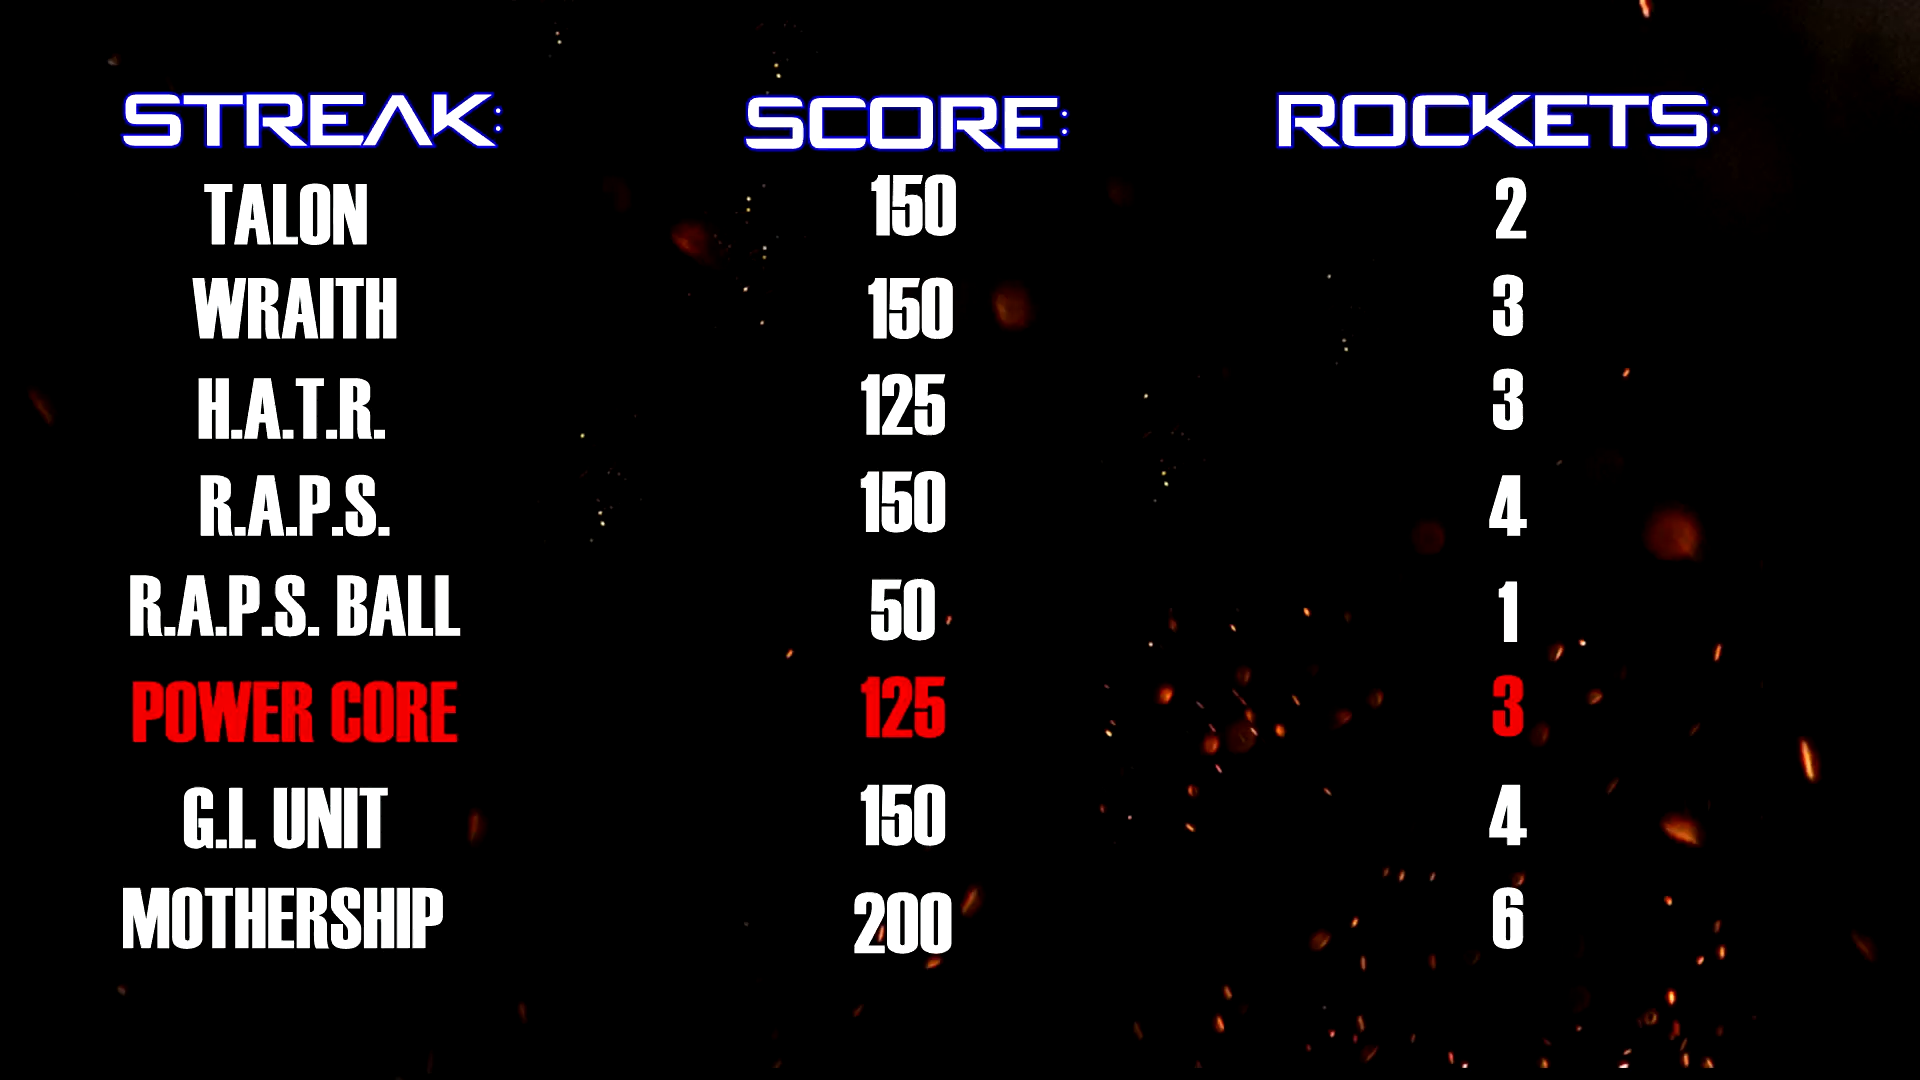 STREAK: SCORE: ROCKETS:
TALON 150 2
WRAITH 150 3
H.A.T.R. 125 3
R.A.P.S. 150 4
R.A.P.S. BALL 50 1
POWER CORE 125 3
G.I. UNIT 150 4
MOTHERSHIP 200 6